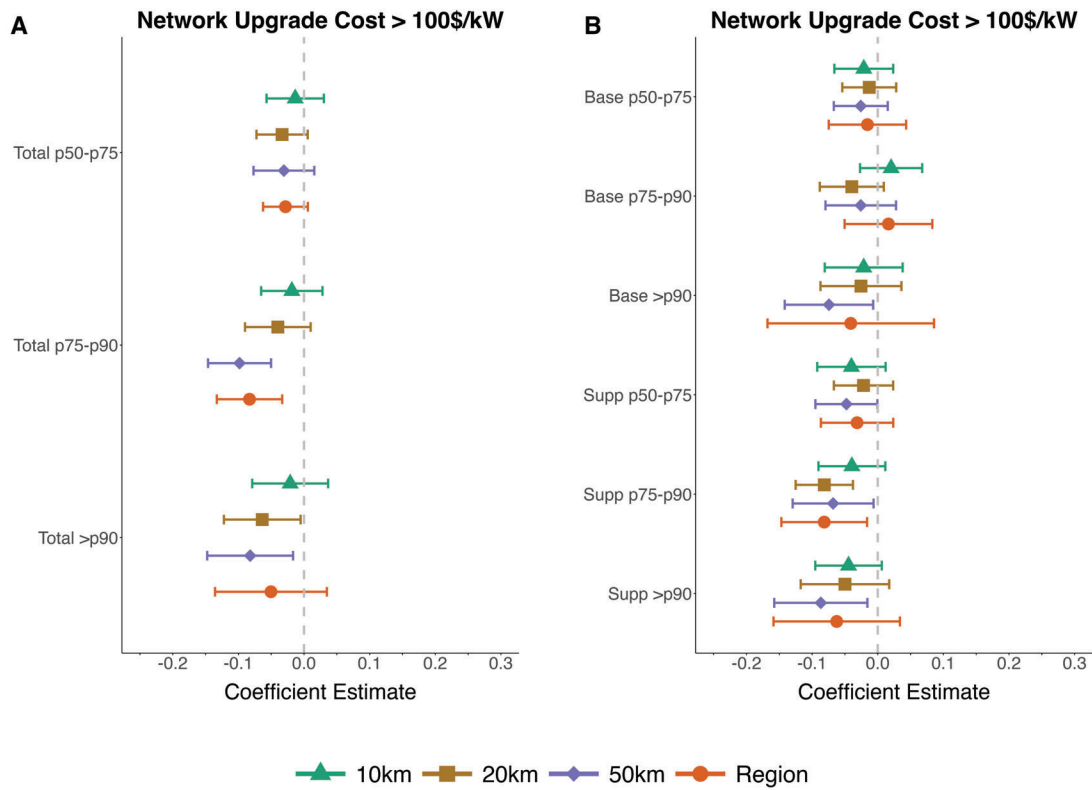 A
Network Upgrade Cost > 100$/kW
Total p50-p75
Total p75-p90
Total >p90
-0.2 -0.1 0.0 0.1 0.2 0.3
Coefficient Estimate
B
Network Upgrade Cost > 100$/kW
Base p50-p75
Base p75-p90
Base >p90
Supp p50-p75
Supp p75-p90
Supp >p90
-0.2 -0.1 0.0 0.1 0.2 0.3
Coefficient Estimate
10km 20km 50km Region